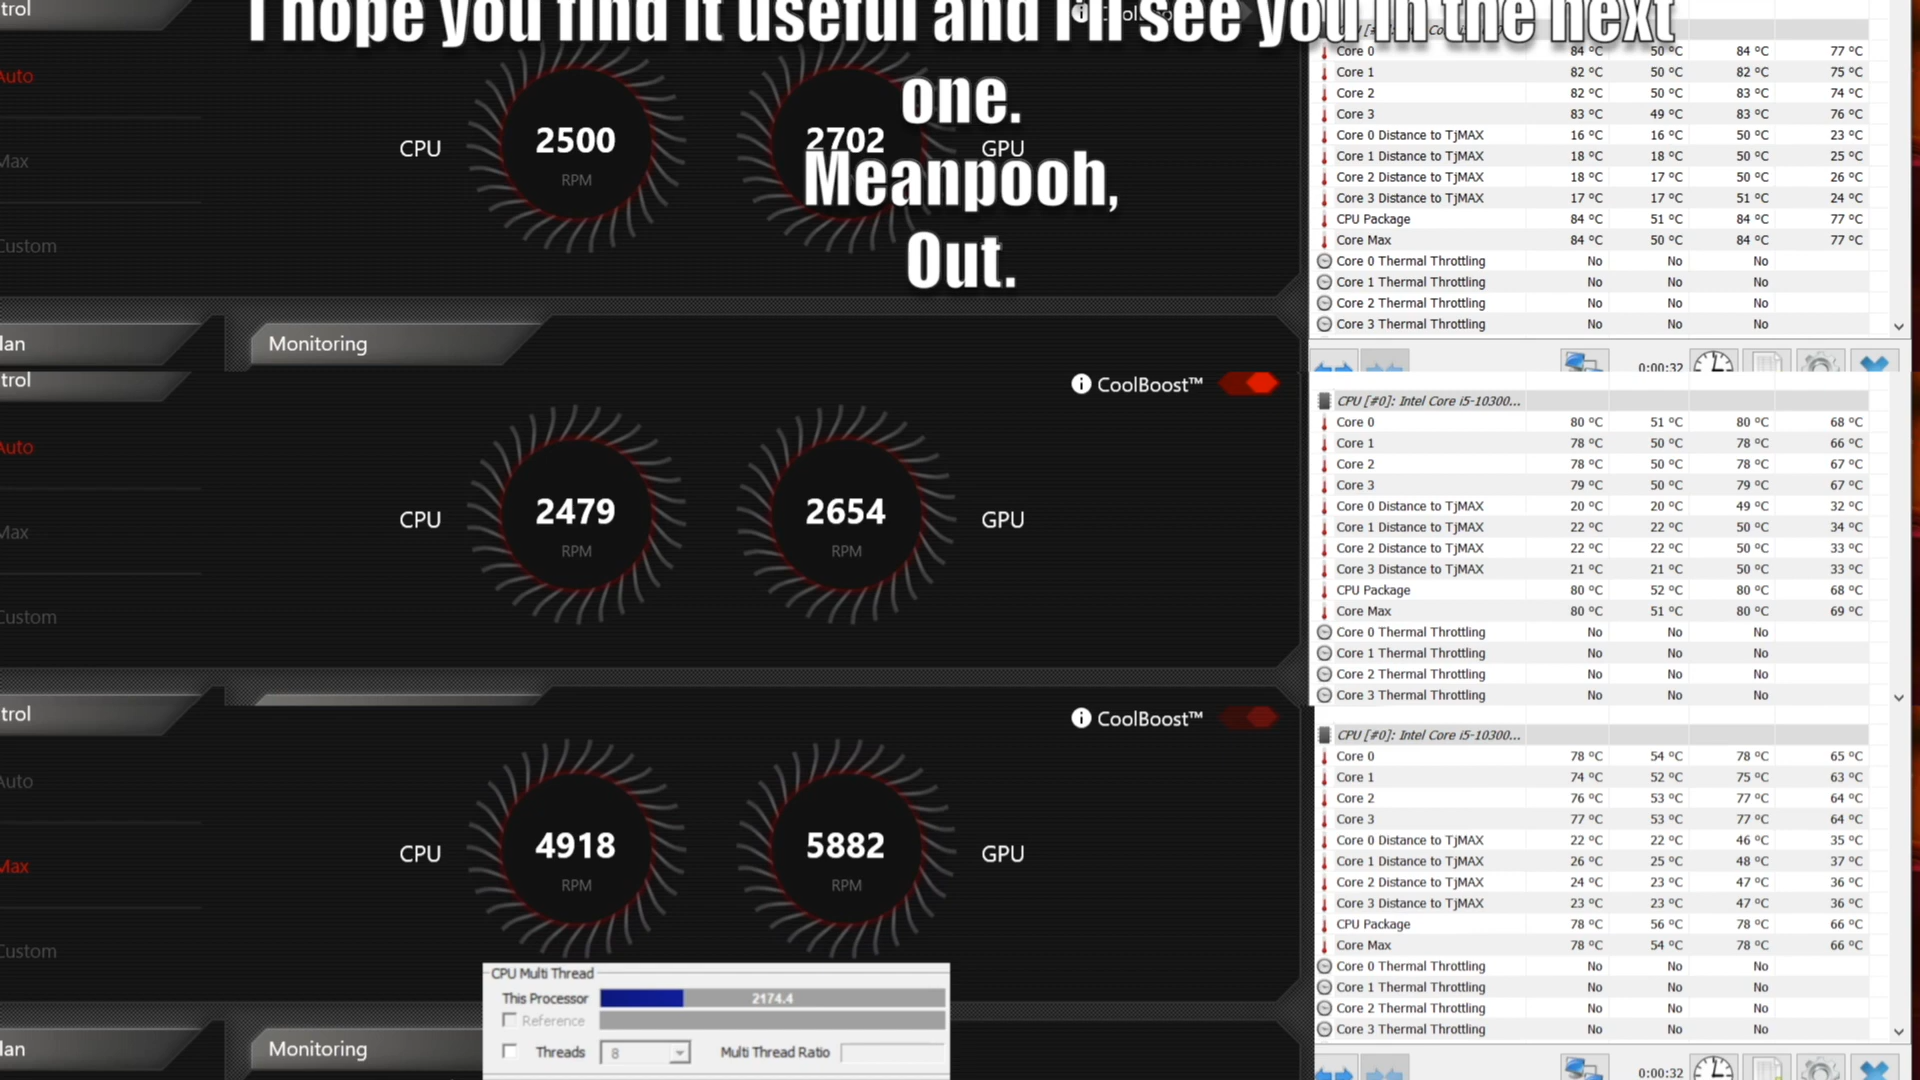 I hope you find it useful and I'll see you in the next
one.
Meanpooh,
Out.
trol
Auto
Max
Custom
CPU
2500
RPM
2702
GPU
Core 0 84 °C 50 °C 84 °C 77 °C
Core 1 82 °C 50 °C 82 °C 75 °C
Core 2 82 °C 50 °C 83 °C 74 °C
Core 3 83 °C 49 °C 83 °C 76 °C
Core 0 Distance to TjMAX 16 °C 16 °C 50 °C 23 °C
Core 1 Distance to TjMAX 18 °C 18 °C 50 °C 25 °C
Core 2 Distance to TjMAX 18 °C 17 °C 50 °C 26 °C
Core 3 Distance to TjMAX 17 °C 17 °C 51 °C 24 °C
CPU Package 84 °C 51 °C 84 °C 77 °C
Core Max 84 °C 50 °C 84 °C 77 °C
Core 0 Thermal Throttling No No No
Core 1 Thermal Throttling No No No
Core 2 Thermal Throttling No No No
Core 3 Thermal Throttling No No No
0:00:32
lan
Monitoring
trol
CoolBoost™
Auto
Max
Custom
CPU
2479
RPM
2654
RPM
GPU
CPU [#0]: Intel Core i5-10300...
Core 0 80 °C 51 °C 80 °C 68 °C
Core 1 78 °C 50 °C 78 °C 66 °C
Core 2 78 °C 50 °C 78 °C 67 °C
Core 3 79 °C 50 °C 79 °C 67 °C
Core 0 Distance to TjMAX 20 °C 20 °C 49 °C 32 °C
Core 1 Distance to TjMAX 22 °C 22 °C 50 °C 34 °C
Core 2 Distance to TjMAX 22 °C 22 °C 50 °C 33 °C
Core 3 Distance to TjMAX 21 °C 21 °C 50 °C 33 °C
CPU Package 80 °C 52 °C 80 °C 68 °C
Core Max 80 °C 51 °C 80 °C 69 °C
Core 0 Thermal Throttling No No No
Core 1 Thermal Throttling No No No
Core 2 Thermal Throttling No No No
Core 3 Thermal Throttling No No No
trol
CoolBoost™
Auto
Max
Custom
CPU
4918
RPM
5882
RPM
GPU
CPU [#0]: Intel Core i5-10300...
Core 0 78 °C 54 °C 78 °C 65 °C
Core 1 74 °C 52 °C 75 °C 63 °C
Core 2 76 °C 53 °C 77 °C 64 °C
Core 3 77 °C 53 °C 77 °C 64 °C
Core 0 Distance to TjMAX 22 °C 22 °C 46 °C 35 °C
Core 1 Distance to TjMAX 26 °C 25 °C 48 °C 37 °C
Core 2 Distance to TjMAX 24 °C 23 °C 47 °C 36 °C
Core 3 Distance to TjMAX 23 °C 23 °C 47 °C 36 °C
CPU Package 78 °C 56 °C 78 °C 66 °C
Core Max 78 °C 54 °C 78 °C 66 °C
Core 0 Thermal Throttling No No No
Core 1 Thermal Throttling No No No
Core 2 Thermal Throttling No No No
Core 3 Thermal Throttling No No No
0:00:32
lan
Monitoring
CPU Multi Thread
This Processor 2174.4
Reference
Threads 8 Multi Thread Ratio